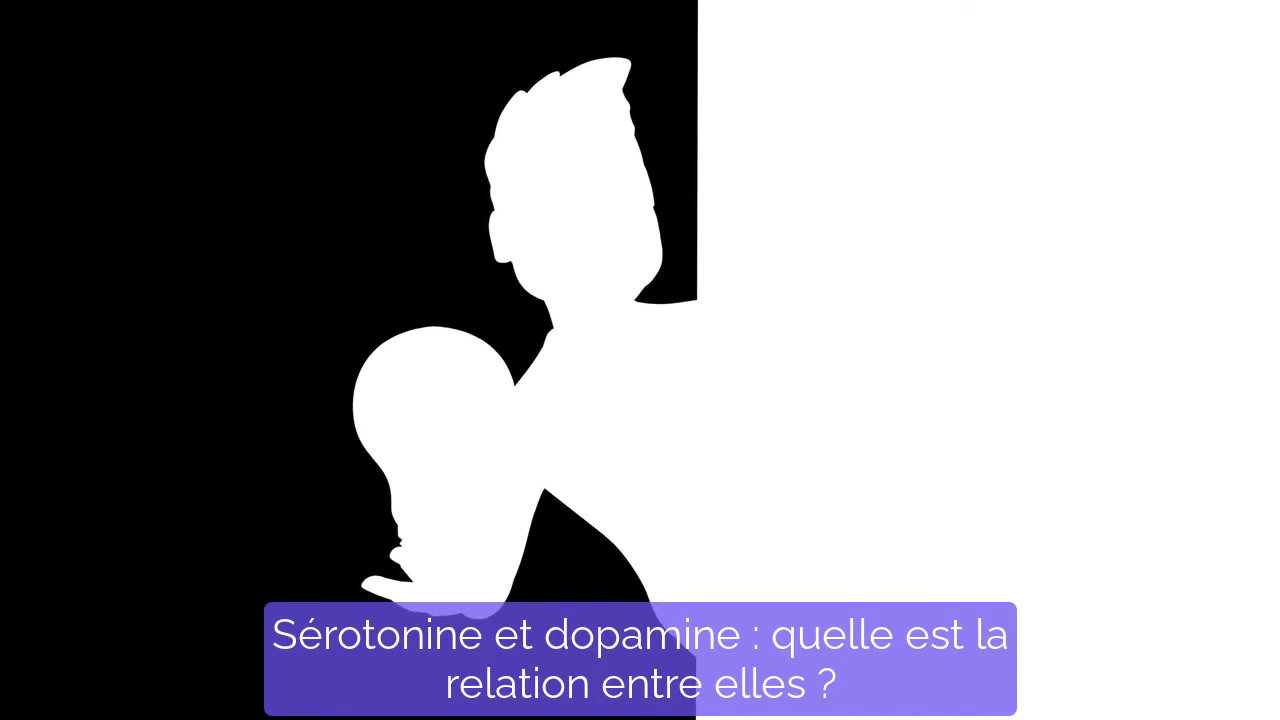 Sérotonine et dopamine : quelle est la
relation entre elles ?